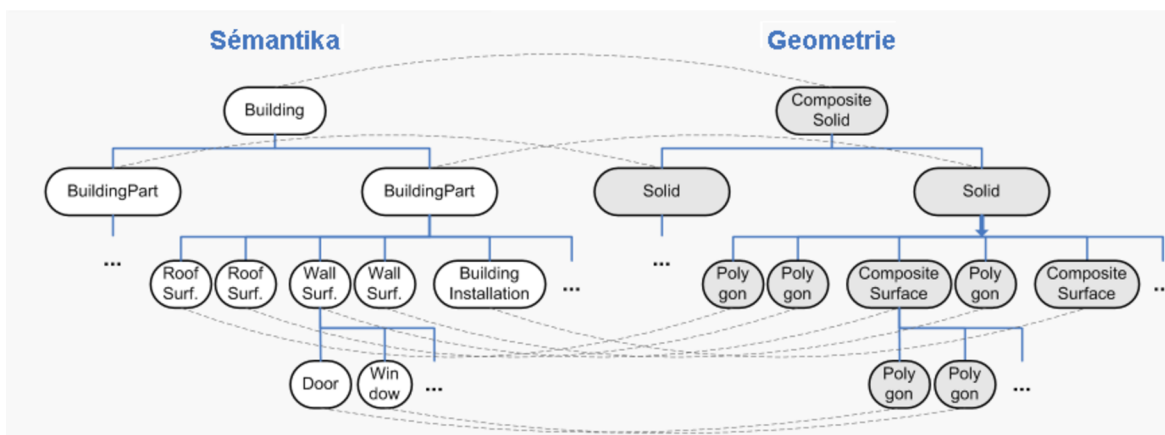 Sémantika Geometrie
Building Composite
Solid
BuildingPart BuildingPart Solid Solid
... ...
Roof
Surf. Roof
Surf. Wall
Surf. Wall
Surf. Building
Installation ... Poly
gon Poly
gon Composite
Surface Poly
gon Composite
Surface ...
Door Win
dow ... Poly
gon Poly
gon ...